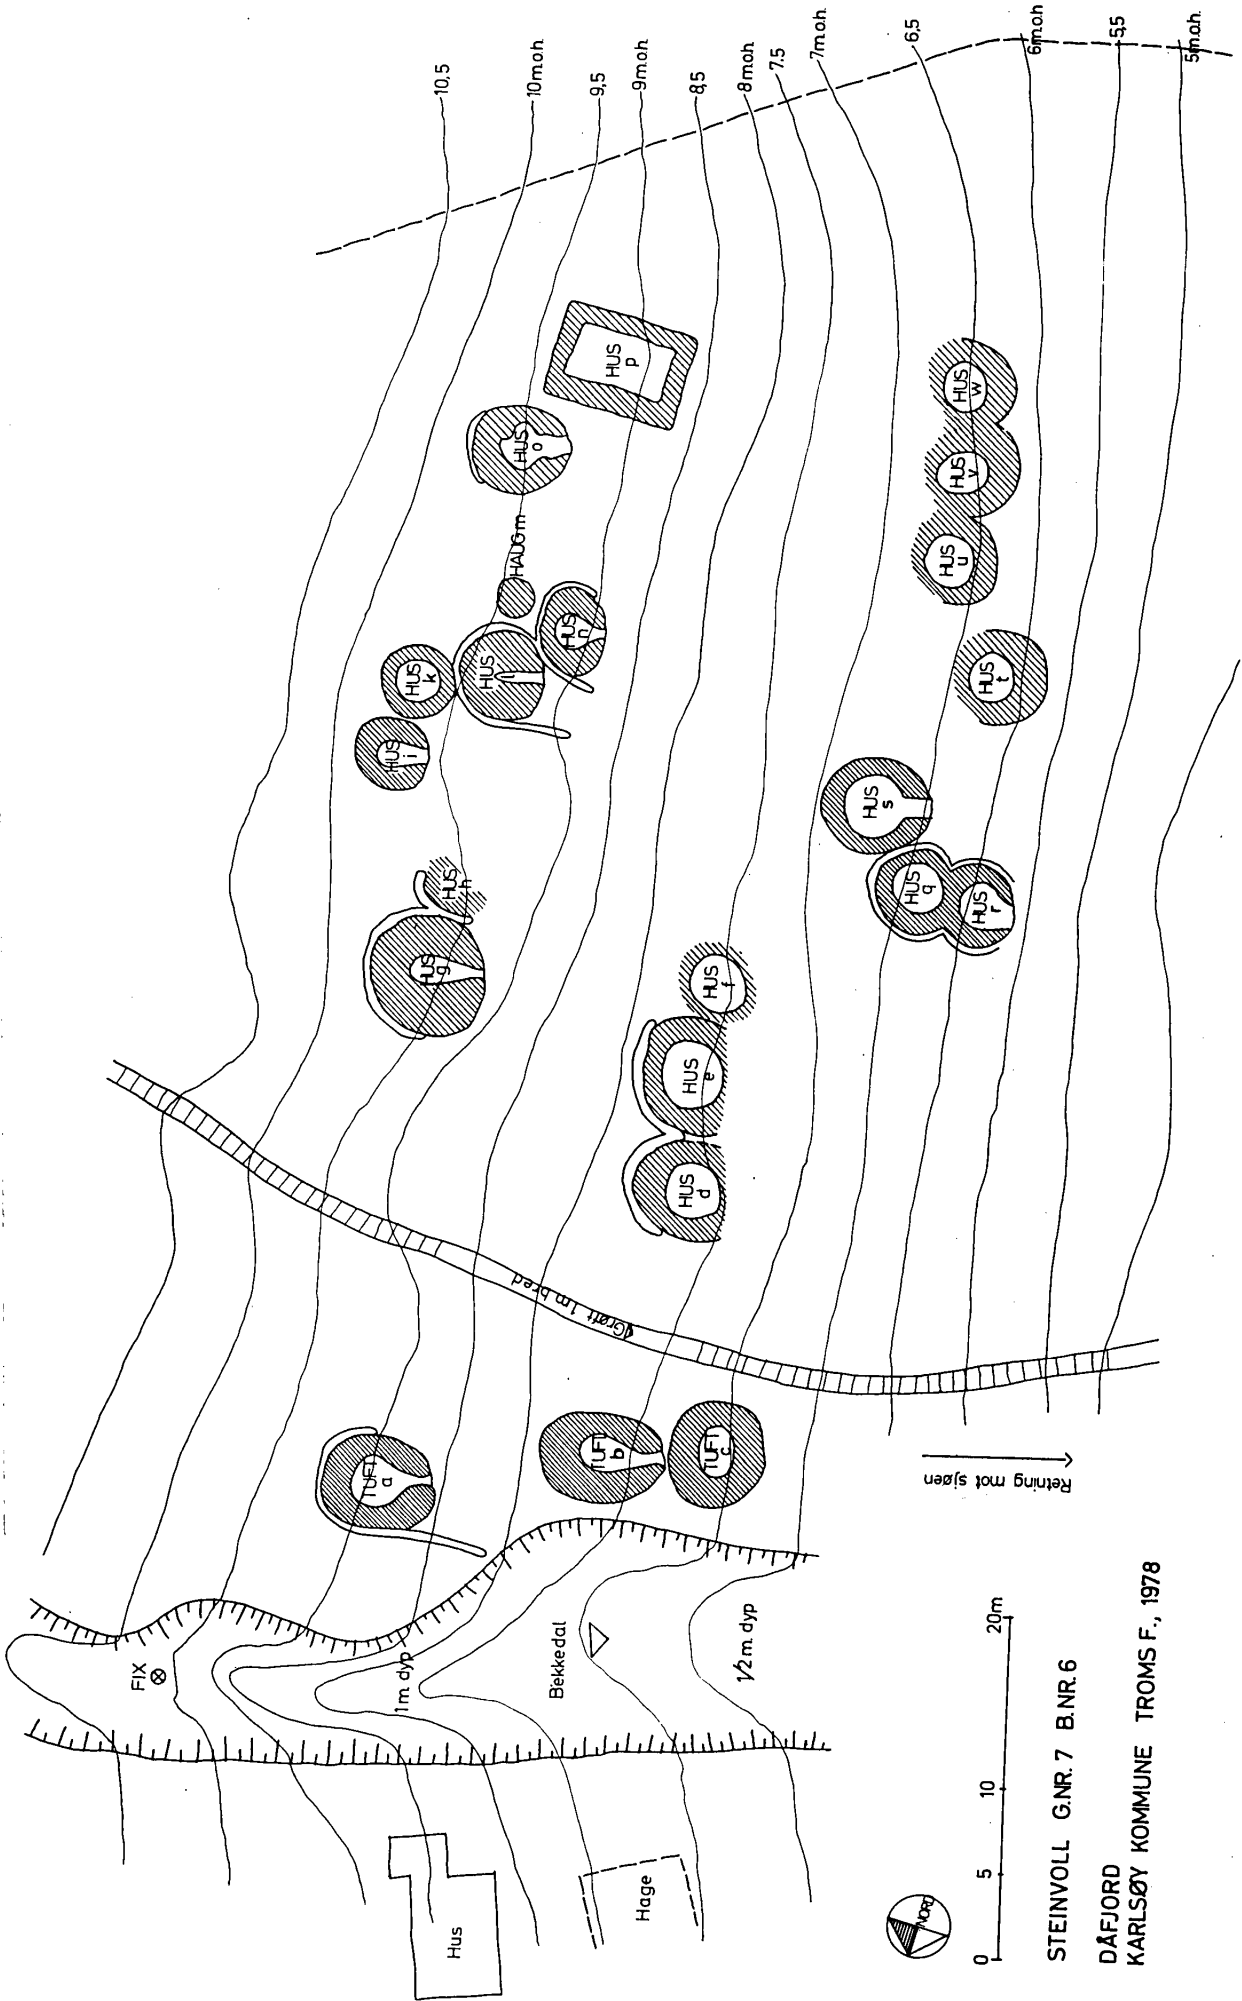 10,5
10m.o.h.
9,5
9m.o.h.
8,5
8m.o.h.
7.5
7m.o.h.
6,5
6m.o.h.
5,5
5m.o.h.
FIX
1m. dyp
Bekkedal
1/2 m. dyp
Hus
Hage
TUFT
a
TUFT
b
TUFT
c
Grøft 1m bred
HUS
d
HUS
e
HUS
f
HUS
g
HUS
h
HUS
i
HUS
k
HUS
l
HAUG m
HUS
n
HUS
o
HUS
p
HUS
q
HUS
r
HUS
s
HUS
t
HUS
u
HUS
v
HUS
w
Retning mot sjøen
NORD
0 5 10 20m
STEINVOLL G.NR. 7 B.NR. 6
DÅFJORD
KARLSØY KOMMUNE TROMS F., 1978